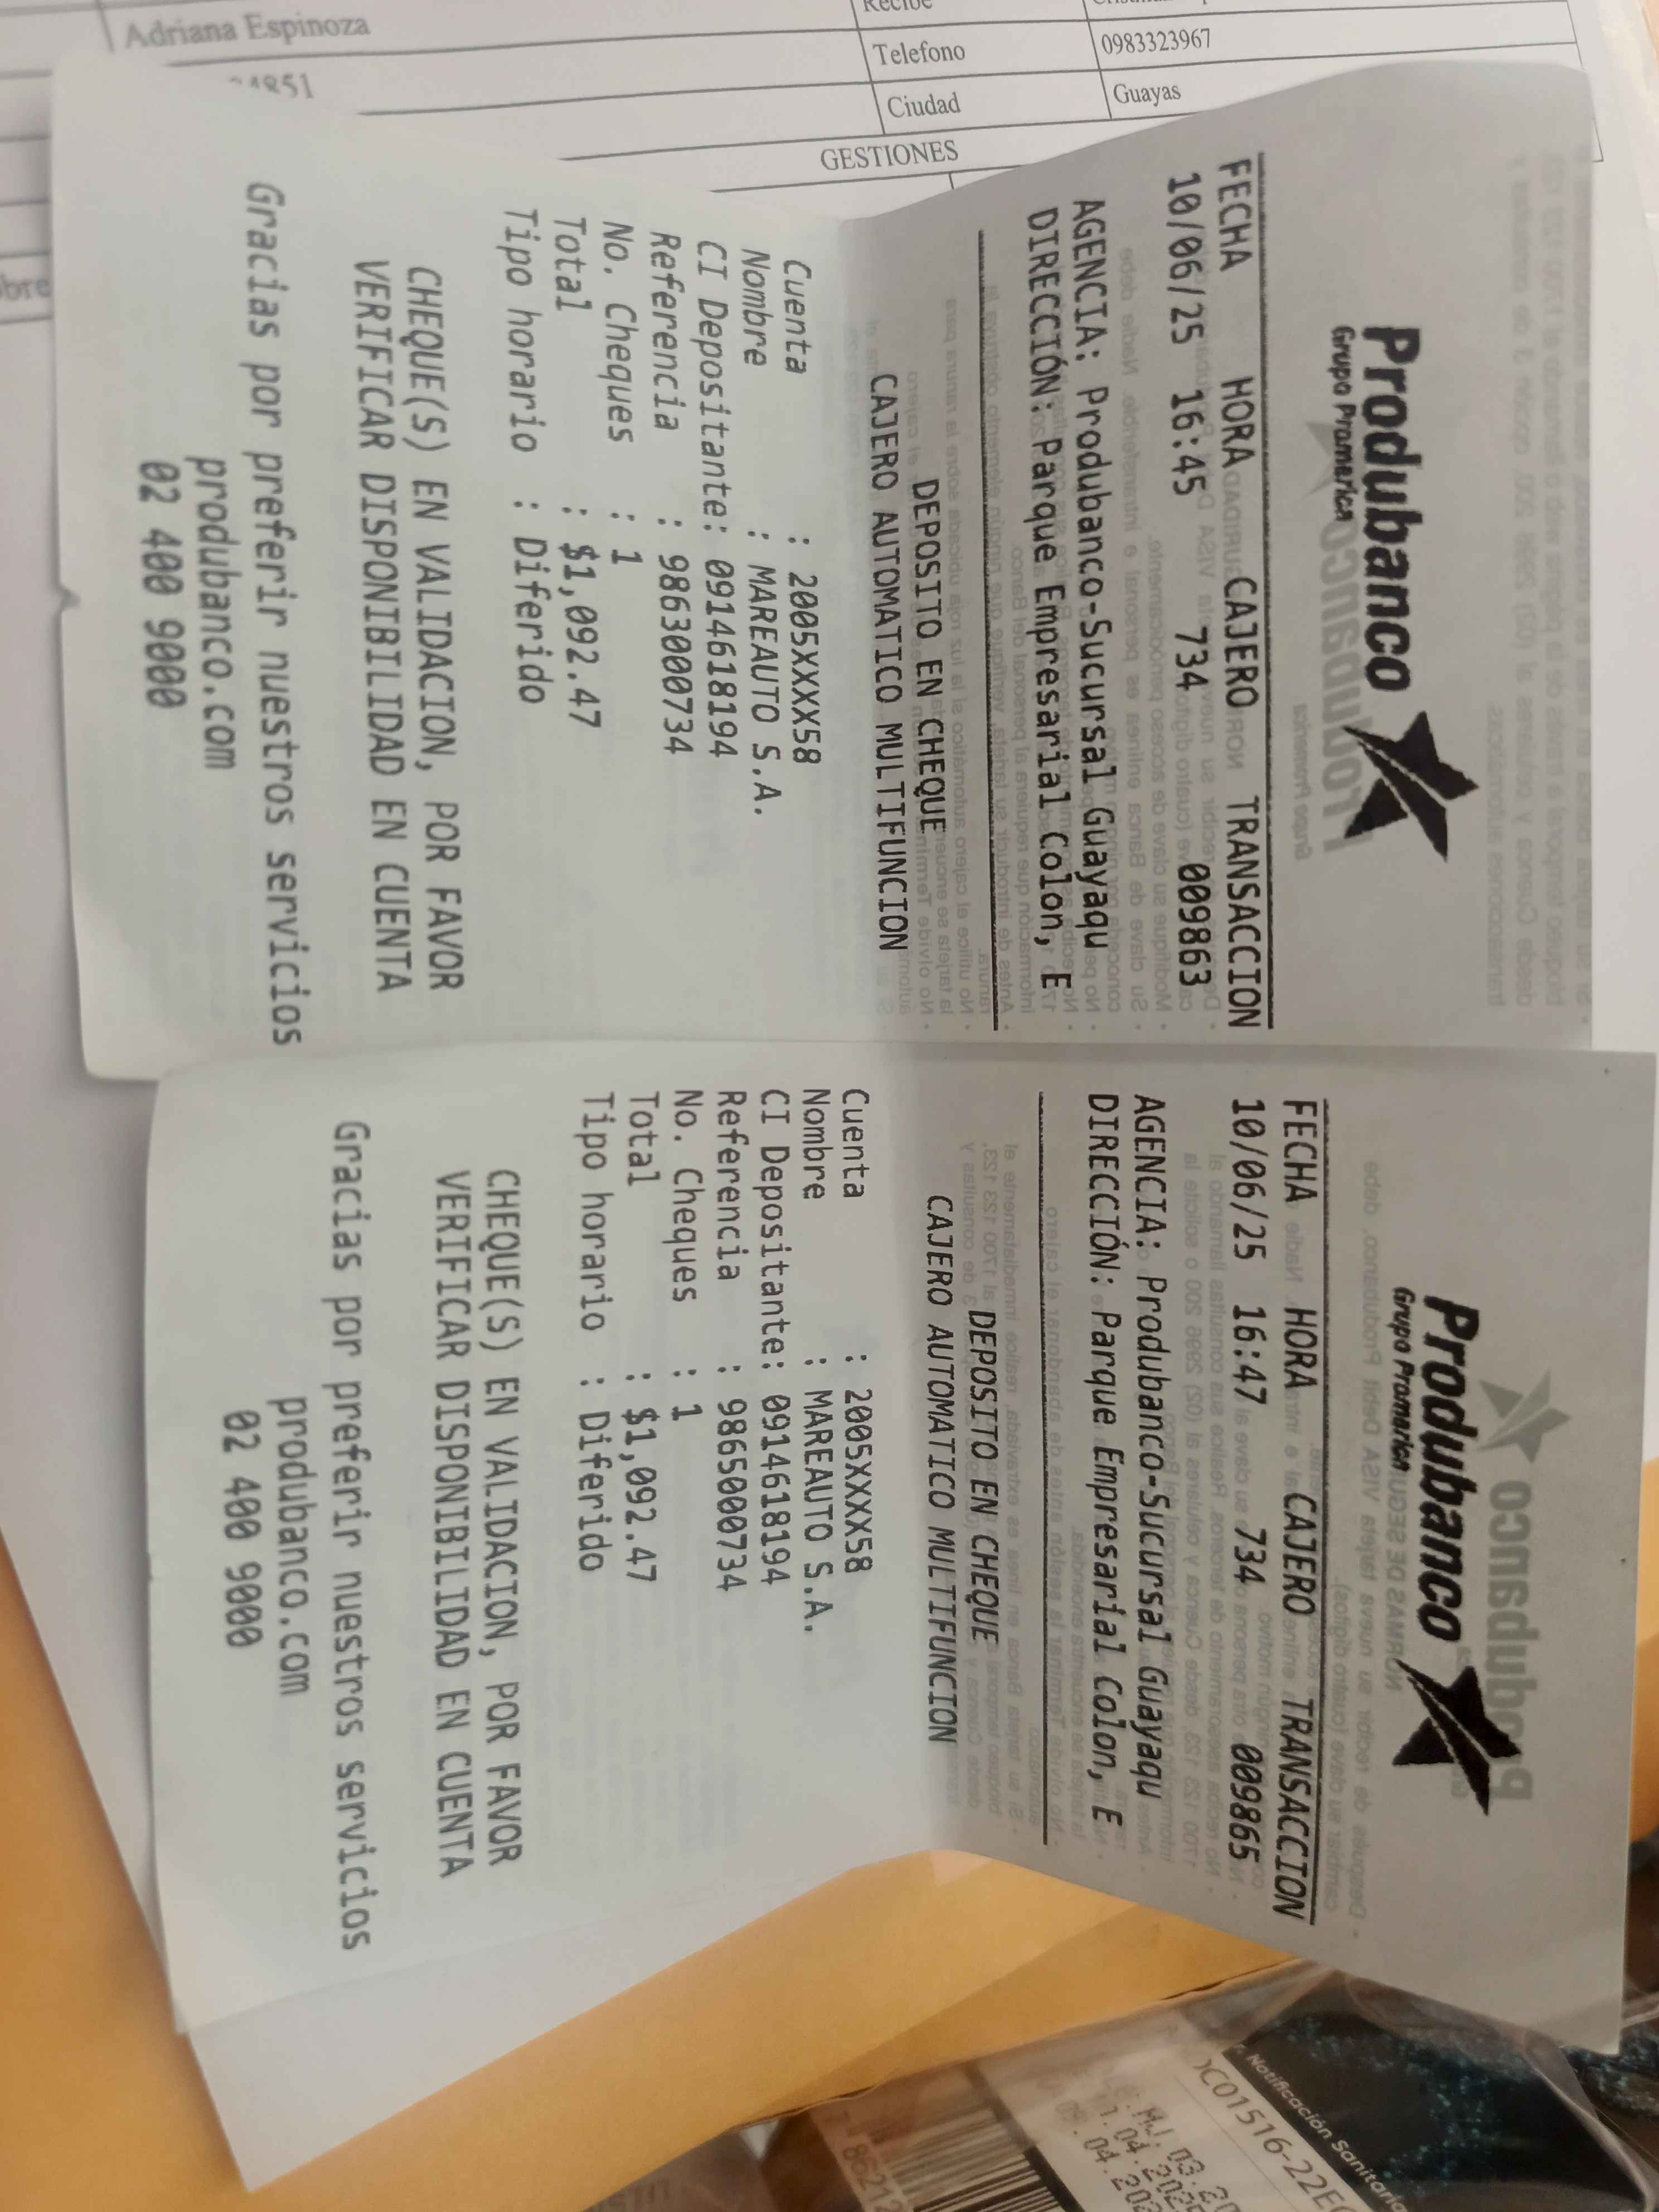 Adriana Espinoza
Telefono
0983323967
Ciudad
Guayas
GESTIONES
Produbanco
Grupo Promerica
FECHA HORA CAJERO TRANSACCION
10/06/25 16:45 734 009863
AGENCIA: Produbanco-Sucursal Guayaqu
DIRECCIÓN: Parque Empresarial Colon, E
DEPOSITO EN CHEQUE
CAJERO AUTOMATICO MULTIFUNCION
Cuenta : 2005XXXX58
Nombre : MAREAUTO S.A.
CI Depositante: 0914618194
Referencia : 9863000734
No. Cheques : 1
Total : $1,092.47
Tipo horario : Diferido
CHEQUE(S) EN VALIDACION, POR FAVOR
VERIFICAR DISPONIBILIDAD EN CUENTA
Gracias por preferir nuestros servicios
produbanco.com
02 400 9000
Produbanco
Grupo Promerica
FECHA HORA CAJERO TRANSACCION
10/06/25 16:47 734 009865
AGENCIA: Produbanco-Sucursal Guayaqu
DIRECCIÓN: Parque Empresarial Colon, E
DEPOSITO EN CHEQUE
CAJERO AUTOMATICO MULTIFUNCION
Cuenta : 2005XXXX58
Nombre : MAREAUTO S.A.
CI Depositante: 0914618194
Referencia : 9865000734
No. Cheques : 1
Total : $1,092.47
Tipo horario : Diferido
CHEQUE(S) EN VALIDACION, POR FAVOR
VERIFICAR DISPONIBILIDAD EN CUENTA
Gracias por preferir nuestros servicios
produbanco.com
02 400 9000
Notificación Sanitaria